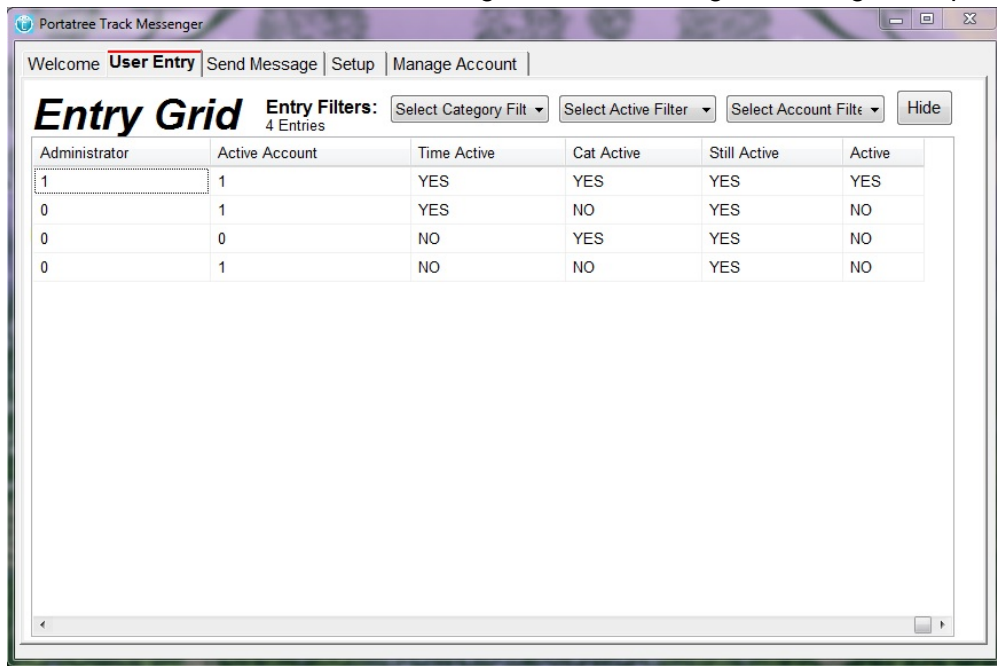 Portatree Track Messenger
Welcome User Entry Send Message Setup Manage Account
Entry Grid Entry Filters: Select Category Filt Select Active Filter Select Account Filte Hide
4 Entries
Administrator Active Account Time Active Cat Active Still Active Active
1 1 YES YES YES YES
0 1 YES NO YES NO
0 0 NO YES YES NO
0 1 NO NO YES NO